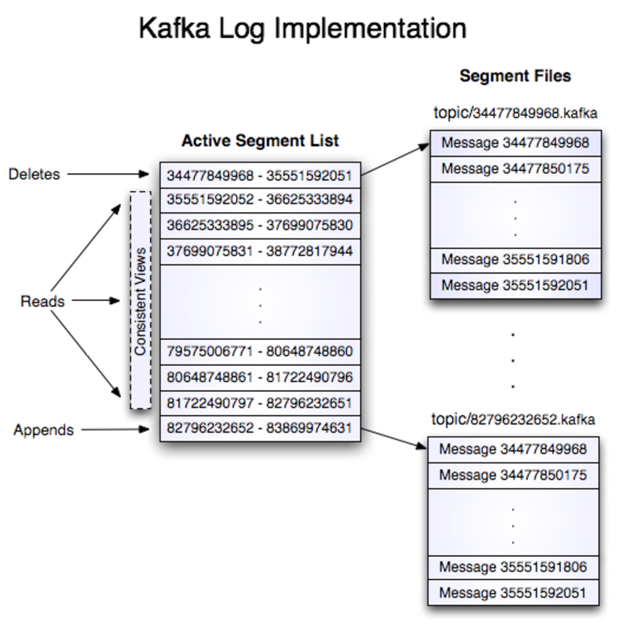 Kafka Log Implementation
Segment Files
topic/34477849968.kafka
Active Segment List
Deletes
Reads
Appends
Consistent Views
34477849968 - 35551592051
35551592052 - 36625333894
36625333895 - 37699075830
37699075831 - 38772817944
.
.
.
79575006771 - 80648748860
80648748861 - 81722490796
81722490797 - 82796232651
82796232652 - 83869974631
Message 34477849968
Message 34477850175
.
.
.
Message 35551591806
Message 35551592051
.
.
.
topic/82796232652.kafka
Message 34477849968
Message 34477850175
.
.
.
Message 35551591806
Message 35551592051